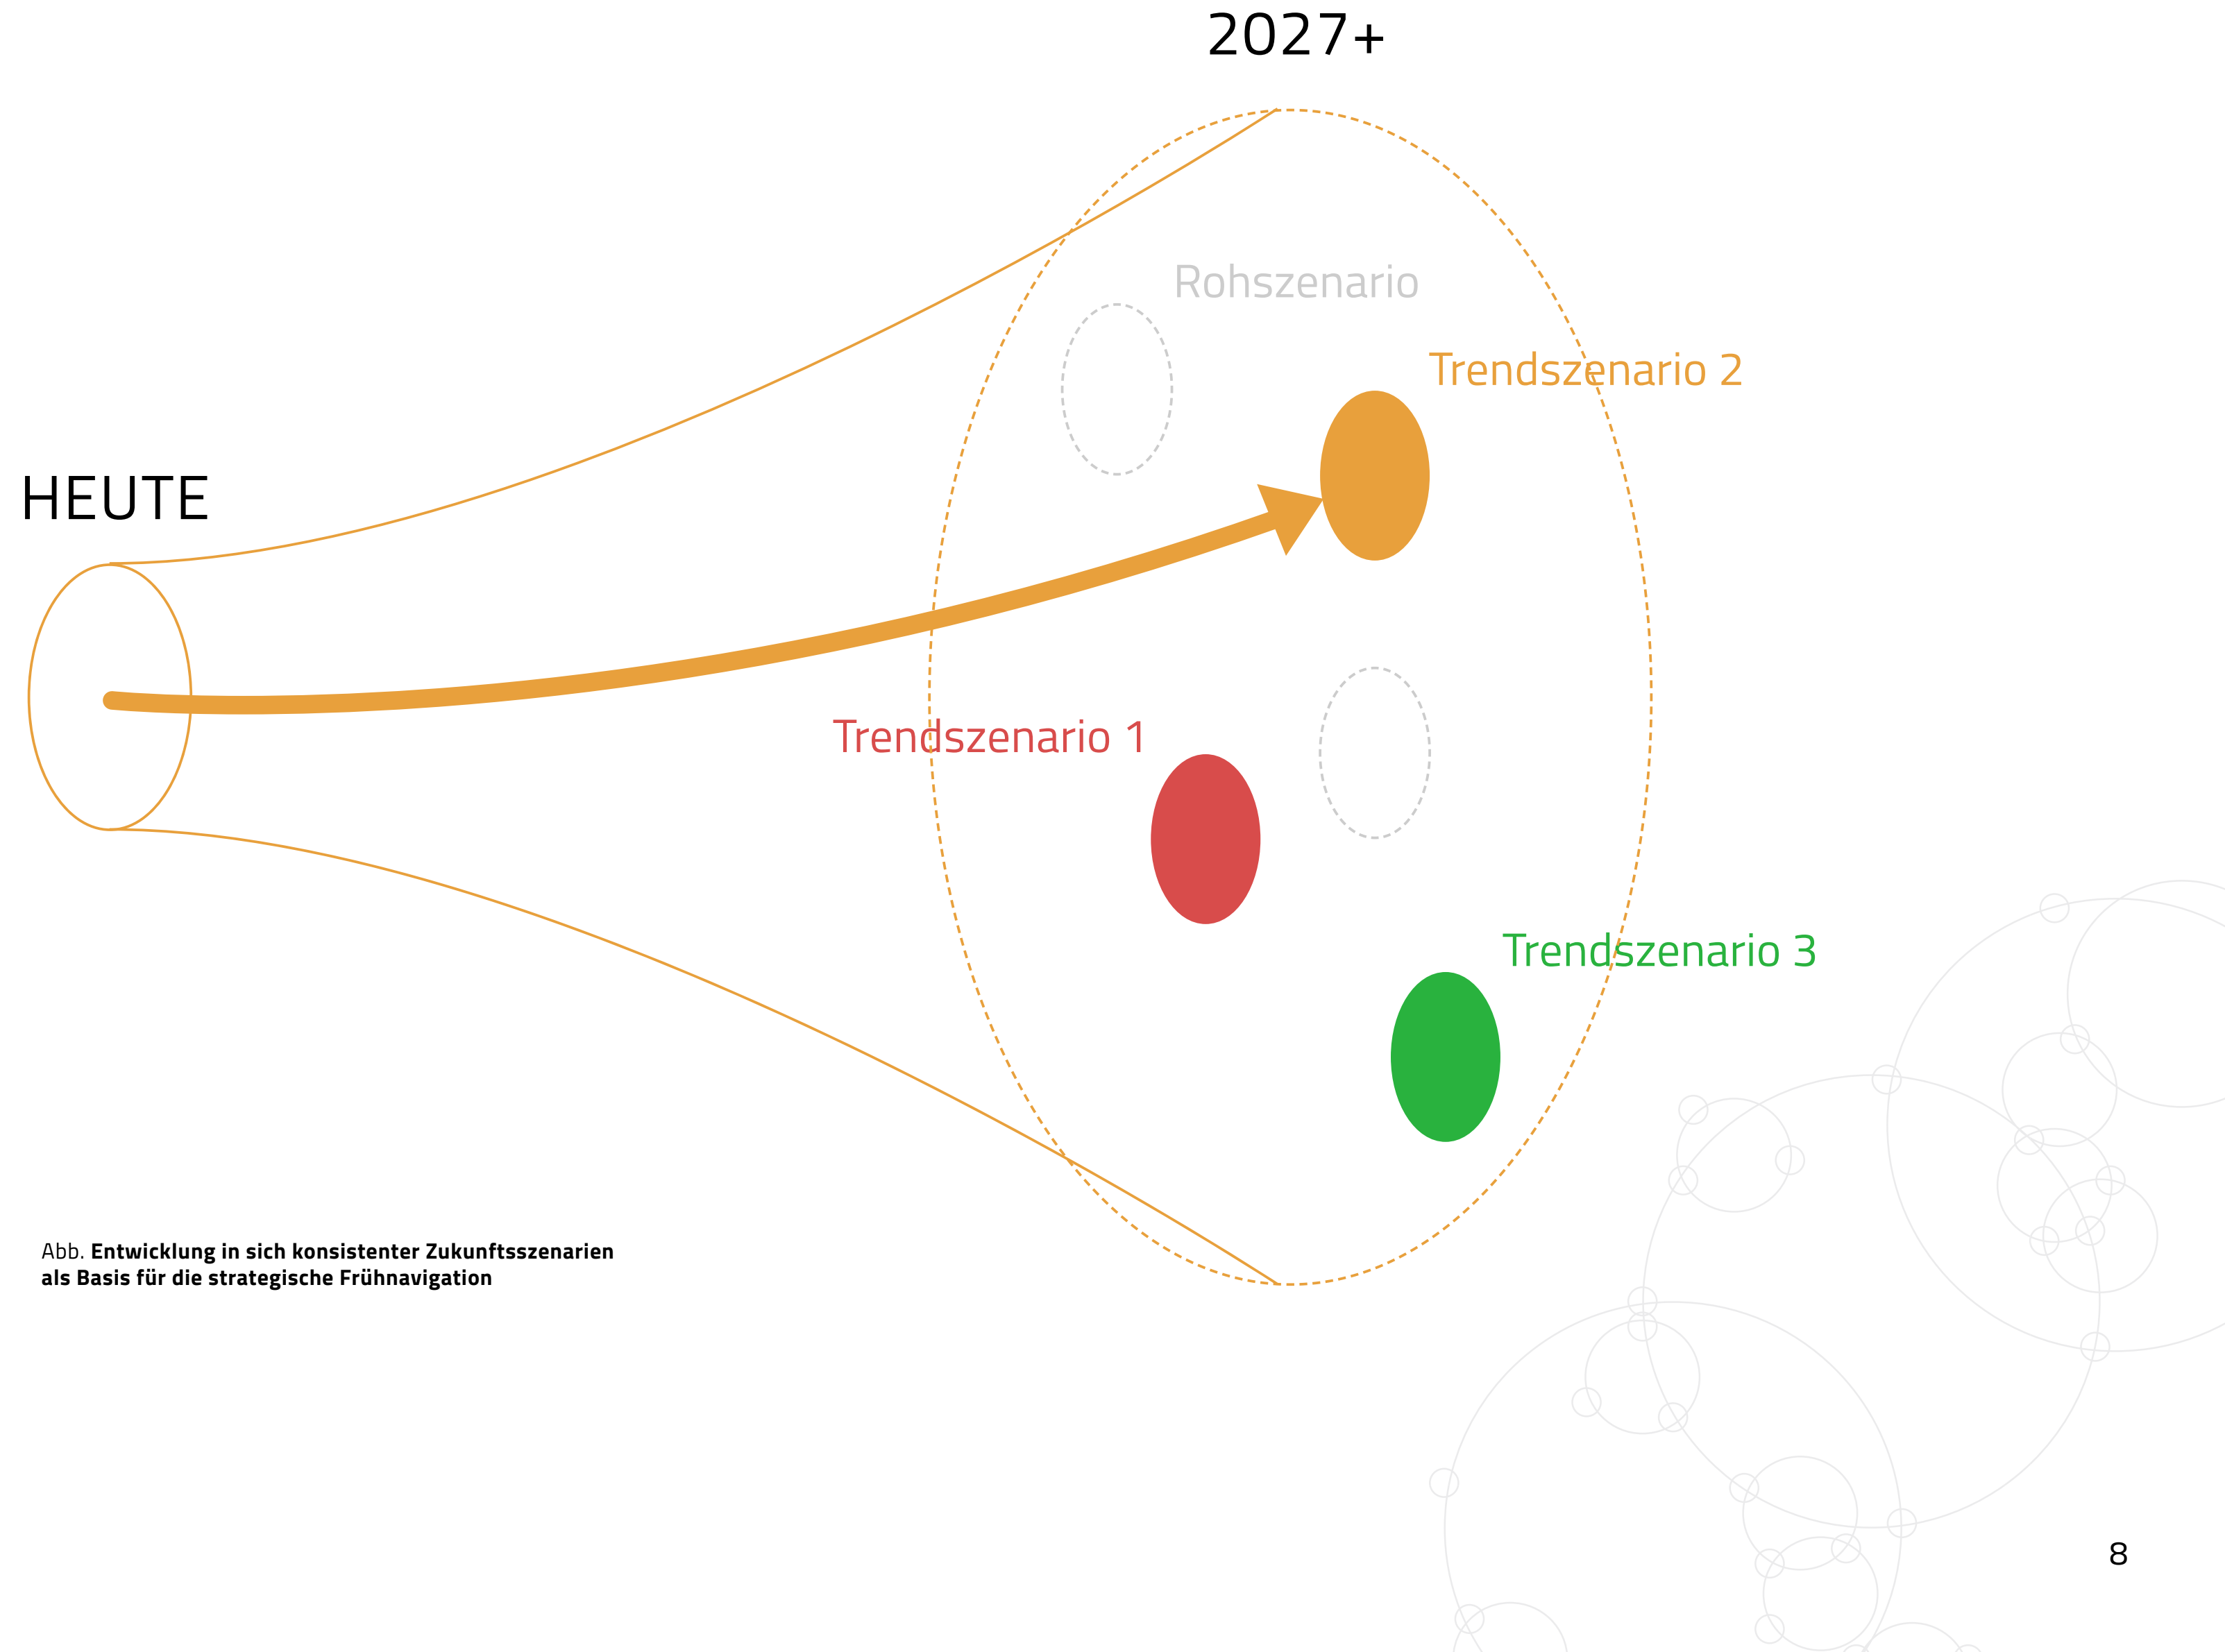 2027+
Rohszenario
Trendszenario 2
HEUTE
Trendszenario 1
Trendszenario 3
Abb. Entwicklung in sich konsistenter Zukunftsszenarien
als Basis für die strategische Frühnavigation
8